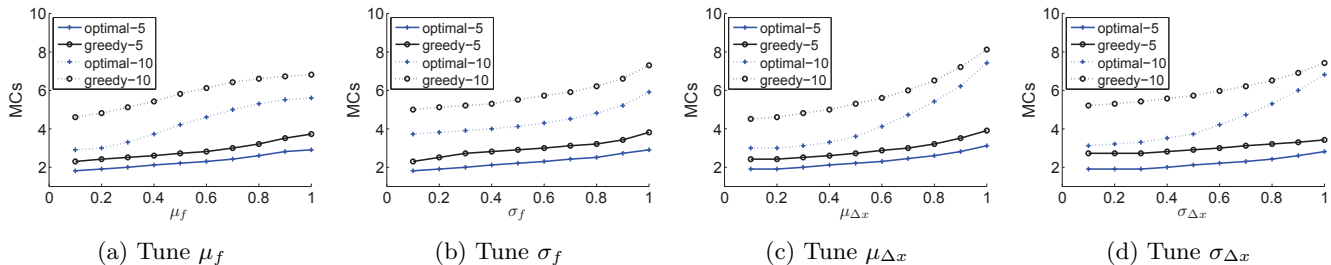 10
8
6
4
2
MCs
optimal−5
greedy−5
optimal−10
greedy−10
0 0.2 0.4 0.6 0.8 1
μf
(a) Tune μf
10
8
6
4
2
MCs
optimal−5
greedy−5
optimal−10
greedy−10
0 0.2 0.4 0.6 0.8 1
σf
(b) Tune σf
10
8
6
4
2
MCs
optimal−5
greedy−5
optimal−10
greedy−10
0 0.2 0.4 0.6 0.8 1
μΔx
(c) Tune μΔx
10
8
6
4
2
MCs
optimal−5
greedy−5
optimal−10
greedy−10
0 0.2 0.4 0.6 0.8 1
σΔx
(d) Tune σΔx